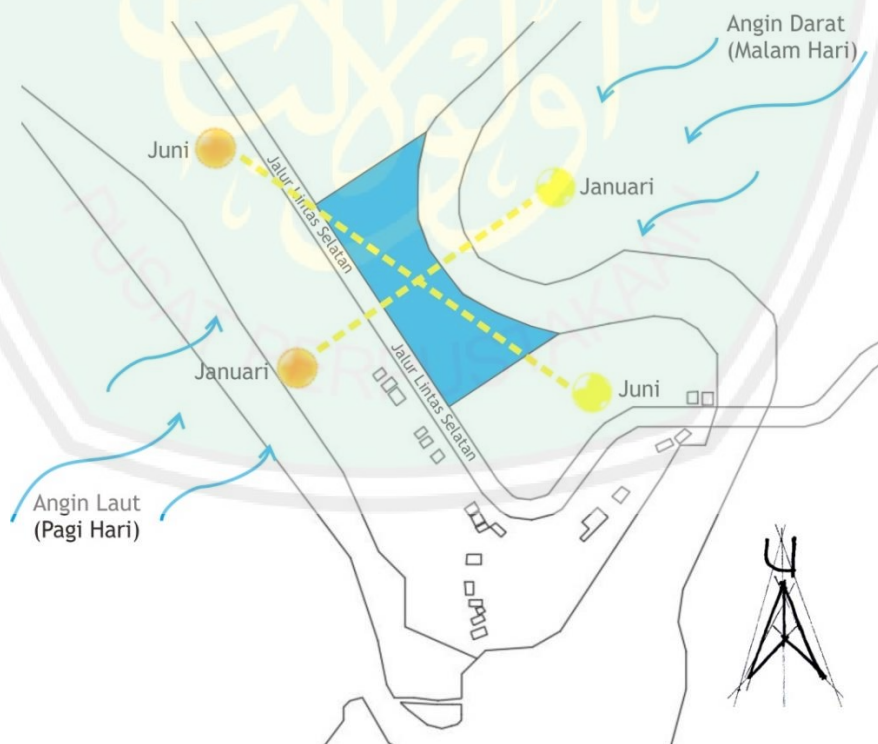 Angin Darat
(Malam Hari)
Juni
Jalur Lintas Selatan
Januari
Januari
Jalur Lintas Selatan
Juni
Angin Laut
(Pagi Hari)
U